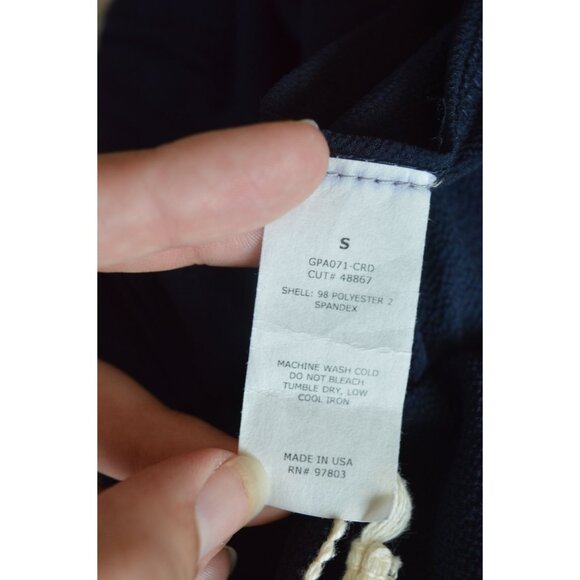 S
GPA071-CRD
CUT# 48867
SHELL: 98 POLYESTER 2
SPANDEX
MACHINE WASH COLD
DO NOT BLEACH
TUMBLE DRY, LOW
COOL IRON
MADE IN USA
RN# 97803